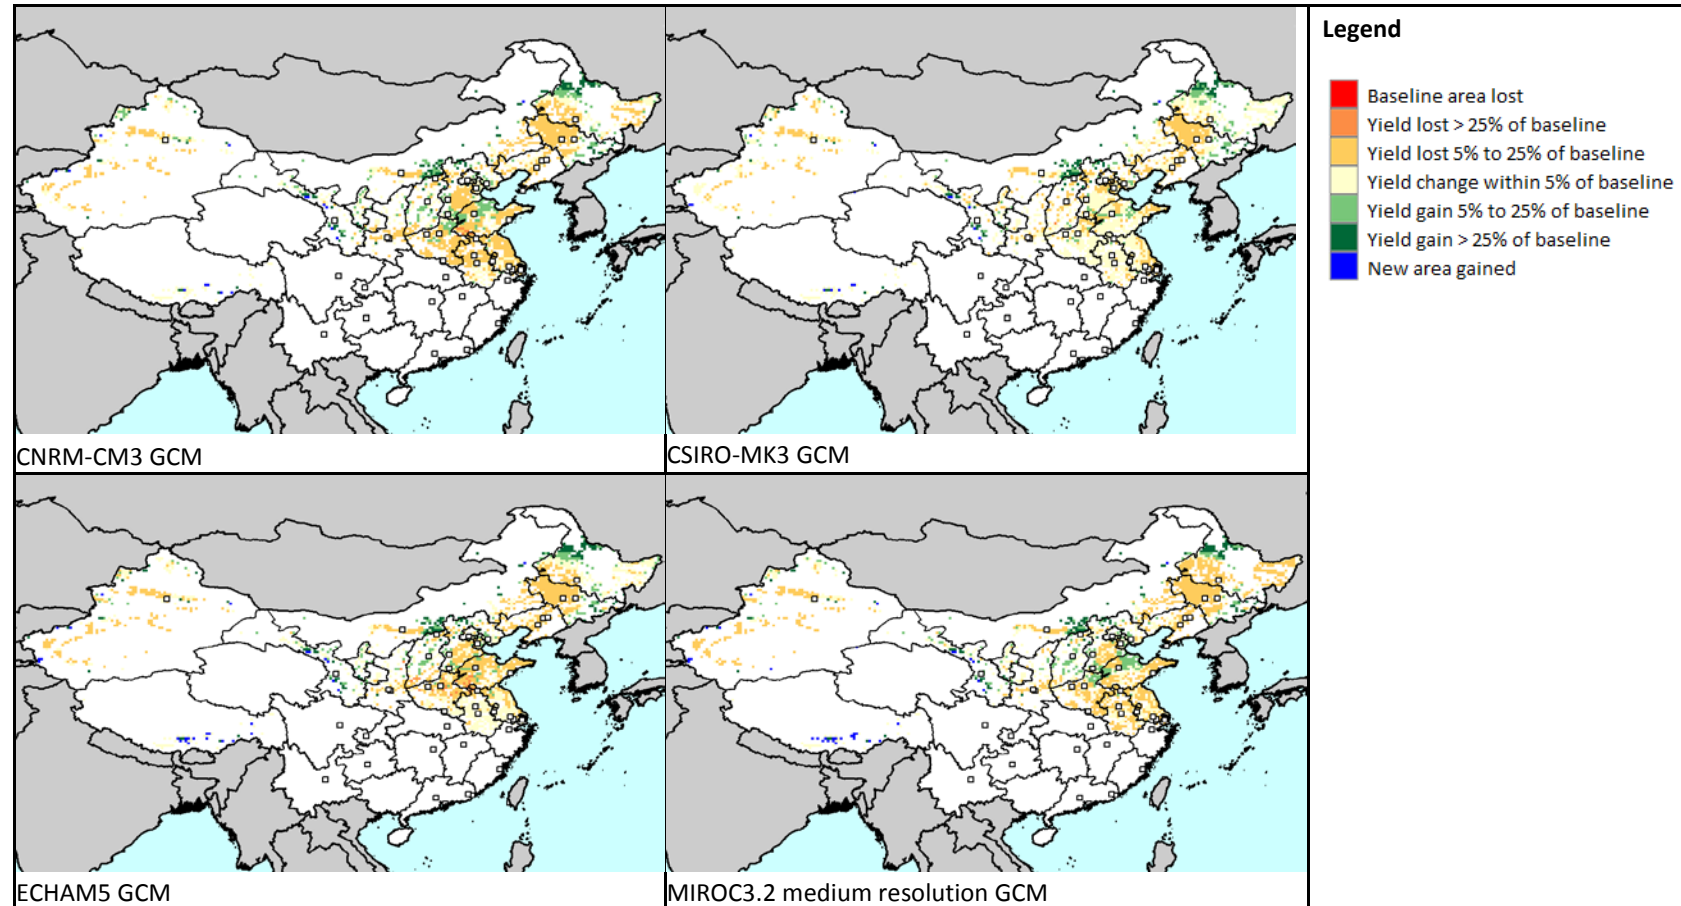 Legend
Baseline area lost
Yield lost > 25% of baseline
Yield lost 5% to 25% of baseline
Yield change within 5% of baseline
Yield gain 5% to 25% of baseline
Yield gain > 25% of baseline
New area gained
CNRM-CM3 GCM
CSIRO-MK3 GCM
ECHAM5 GCM
MIROC3.2 medium resolution GCM